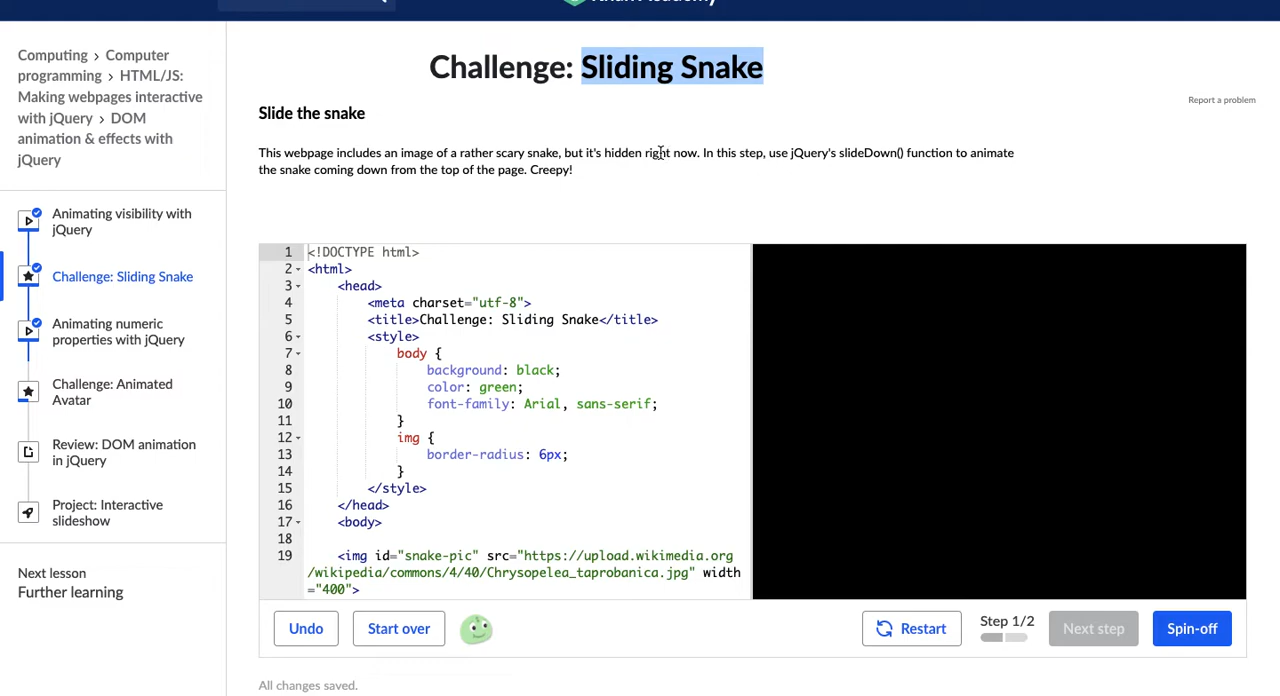 Khan Academy
Computing › Computer
programming › HTML/JS:
Making webpages interactive
with jQuery › DOM
animation & effects with
jQuery
Animating visibility with
jQuery
Challenge: Sliding Snake
Animating numeric
properties with jQuery
Challenge: Animated
Avatar
Review: DOM animation
in jQuery
Project: Interactive
slideshow
Next lesson
Further learning
Challenge: Sliding Snake
Report a problem
Slide the snake
This webpage includes an image of a rather scary snake, but it's hidden right now. In this step, use jQuery's slideDown() function to animate
the snake coming down from the top of the page. Creepy!
1 <!DOCTYPE html>
2 <html>
3 <head>
4 <meta charset="utf-8">
5 <title>Challenge: Sliding Snake</title>
6 <style>
7 body {
8 background: black;
9 color: green;
10 font-family: Arial, sans-serif;
11 }
12 img {
13 border-radius: 6px;
14 }
15 </style>
16 </head>
17 <body>
18
19 <img id="snake-pic" src="https://upload.wikimedia.org
/wikipedia/commons/4/40/Chrysopelea_taprobanica.jpg" width
="400">
Undo
Start over
Restart
Step 1/2
Next step
Spin-off
All changes saved.